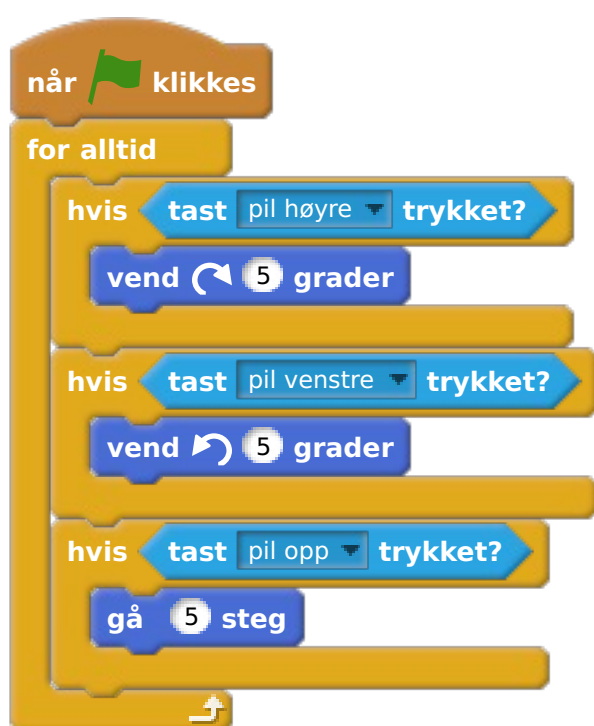 når klikkes
for alltid
hvis tast pil høyre trykket?
vend 5 grader
hvis tast pil venstre trykket?
vend 5 grader
hvis tast pil opp trykket?
gå 5 steg